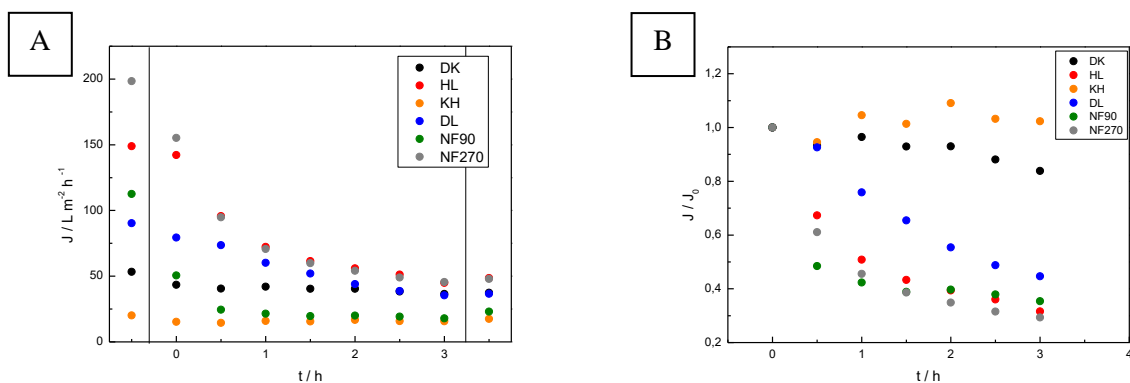 A
200
150
100
50
0
J / L m⁻² h⁻¹
0 1 2 3
t / h
DK
HL
KH
DL
NF90
NF270
B
1,2
1,0
0,8
0,6
0,4
0,2
J / J₀
0 1 2 3 4
t / h
DK
HL
KH
DL
NF90
NF270